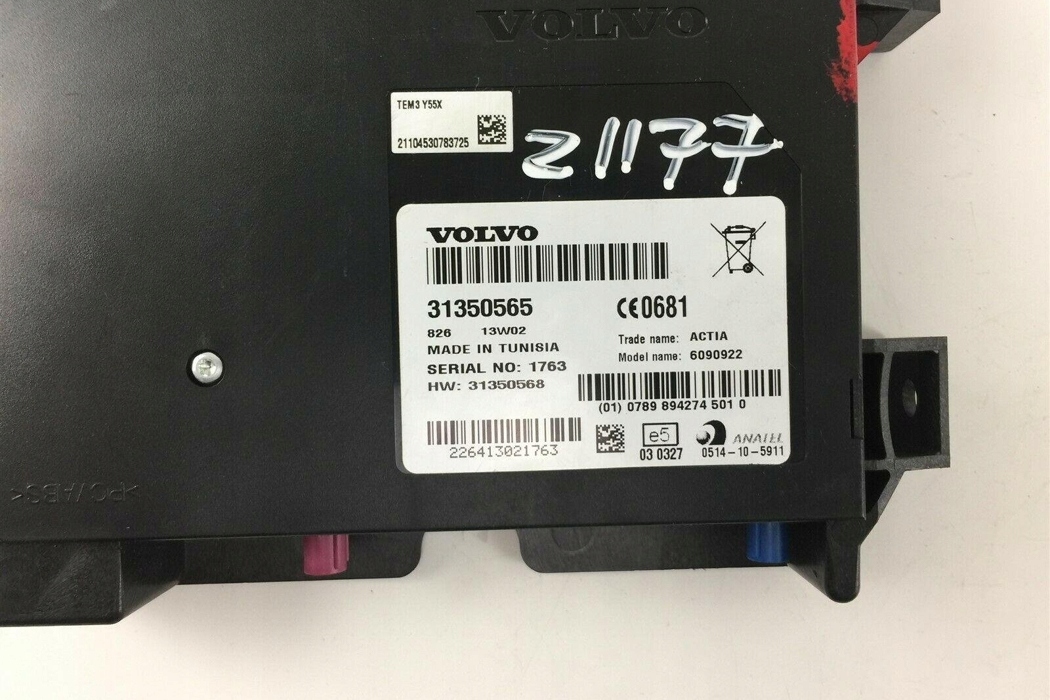 VOLVO
TEM3 Y55X
21104530783725
21177
VOLVO
31350565
CE0681
826 13W02
Trade name: ACTIA
MADE IN TUNISIA
Model name: 6090922
SERIAL NO: 1763
HW: 31350568
(01) 0789 894274 501 0
226413021763
e5
03 0327
ANATEL
0514-10-5911
>PC/ABS<